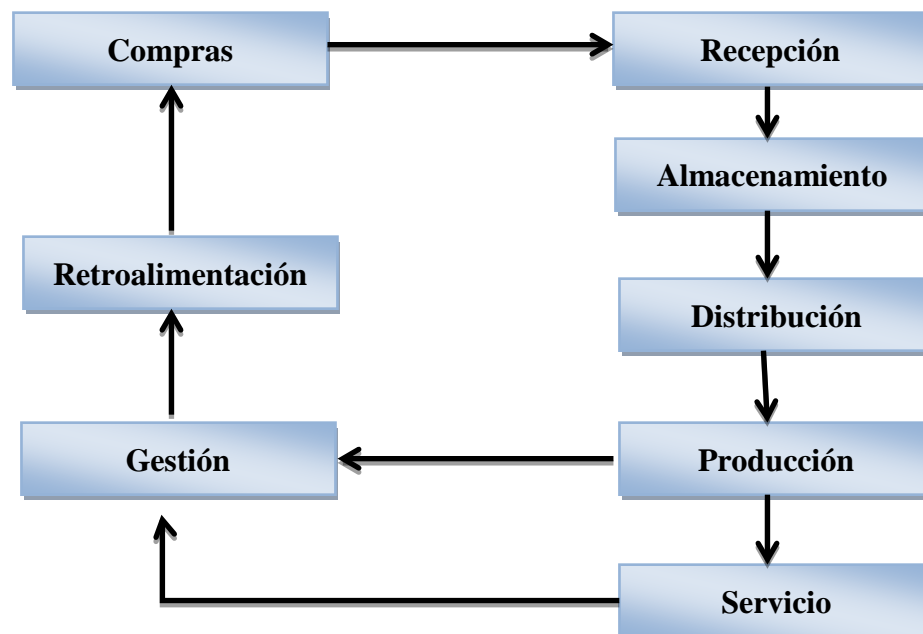 Compras
Recepción
Almacenamiento
Retroalimentación
Distribución
Gestión
Producción
Servicio